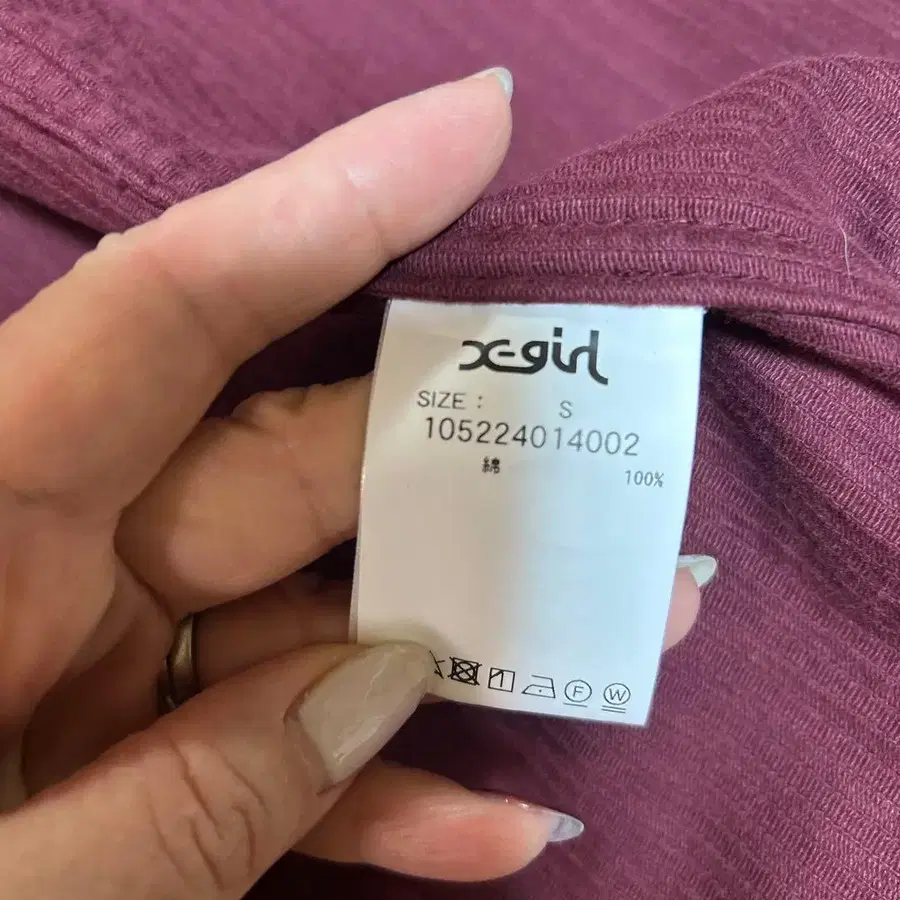 X-girl
SIZE : S
105224014002
綿 100%
F W